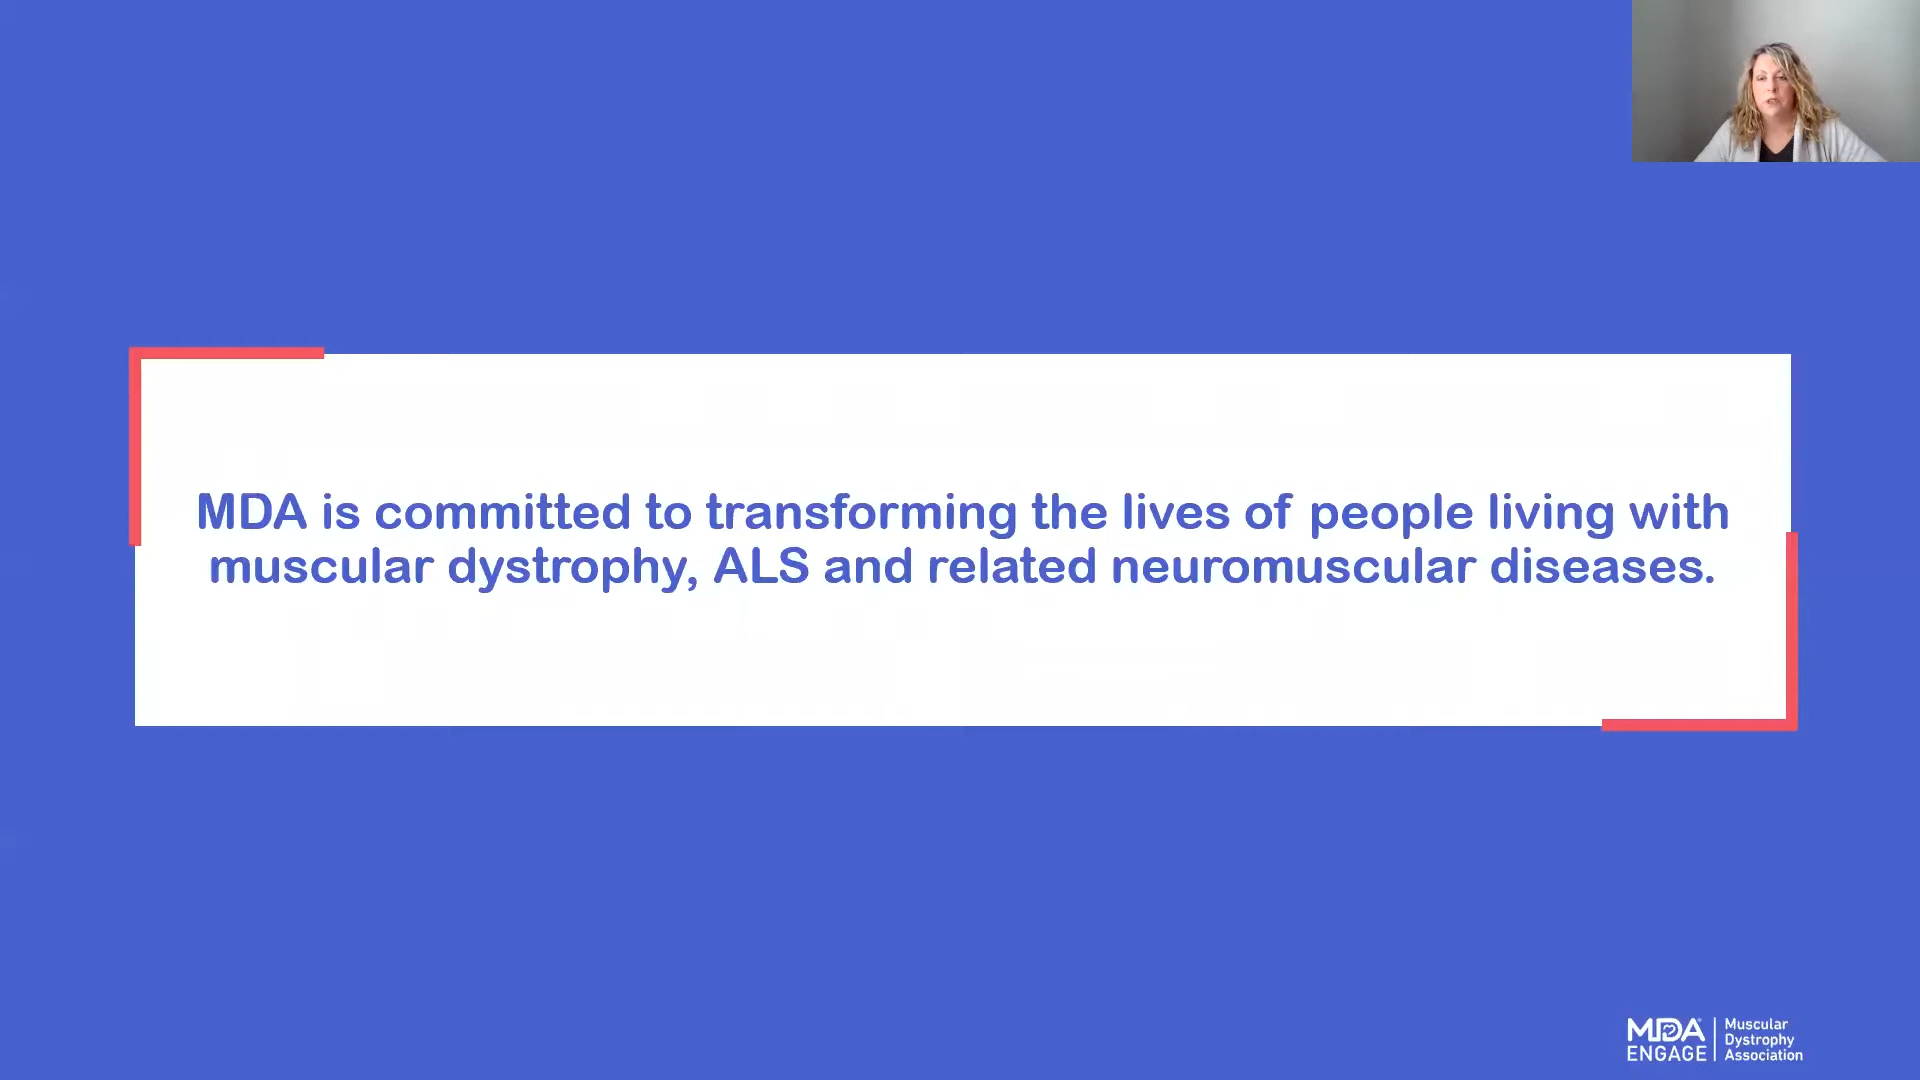 MDA is committed to transforming the lives of people living with
muscular dystrophy, ALS and related neuromuscular diseases.
MDA
ENGAGE
Muscular
Dystrophy
Association